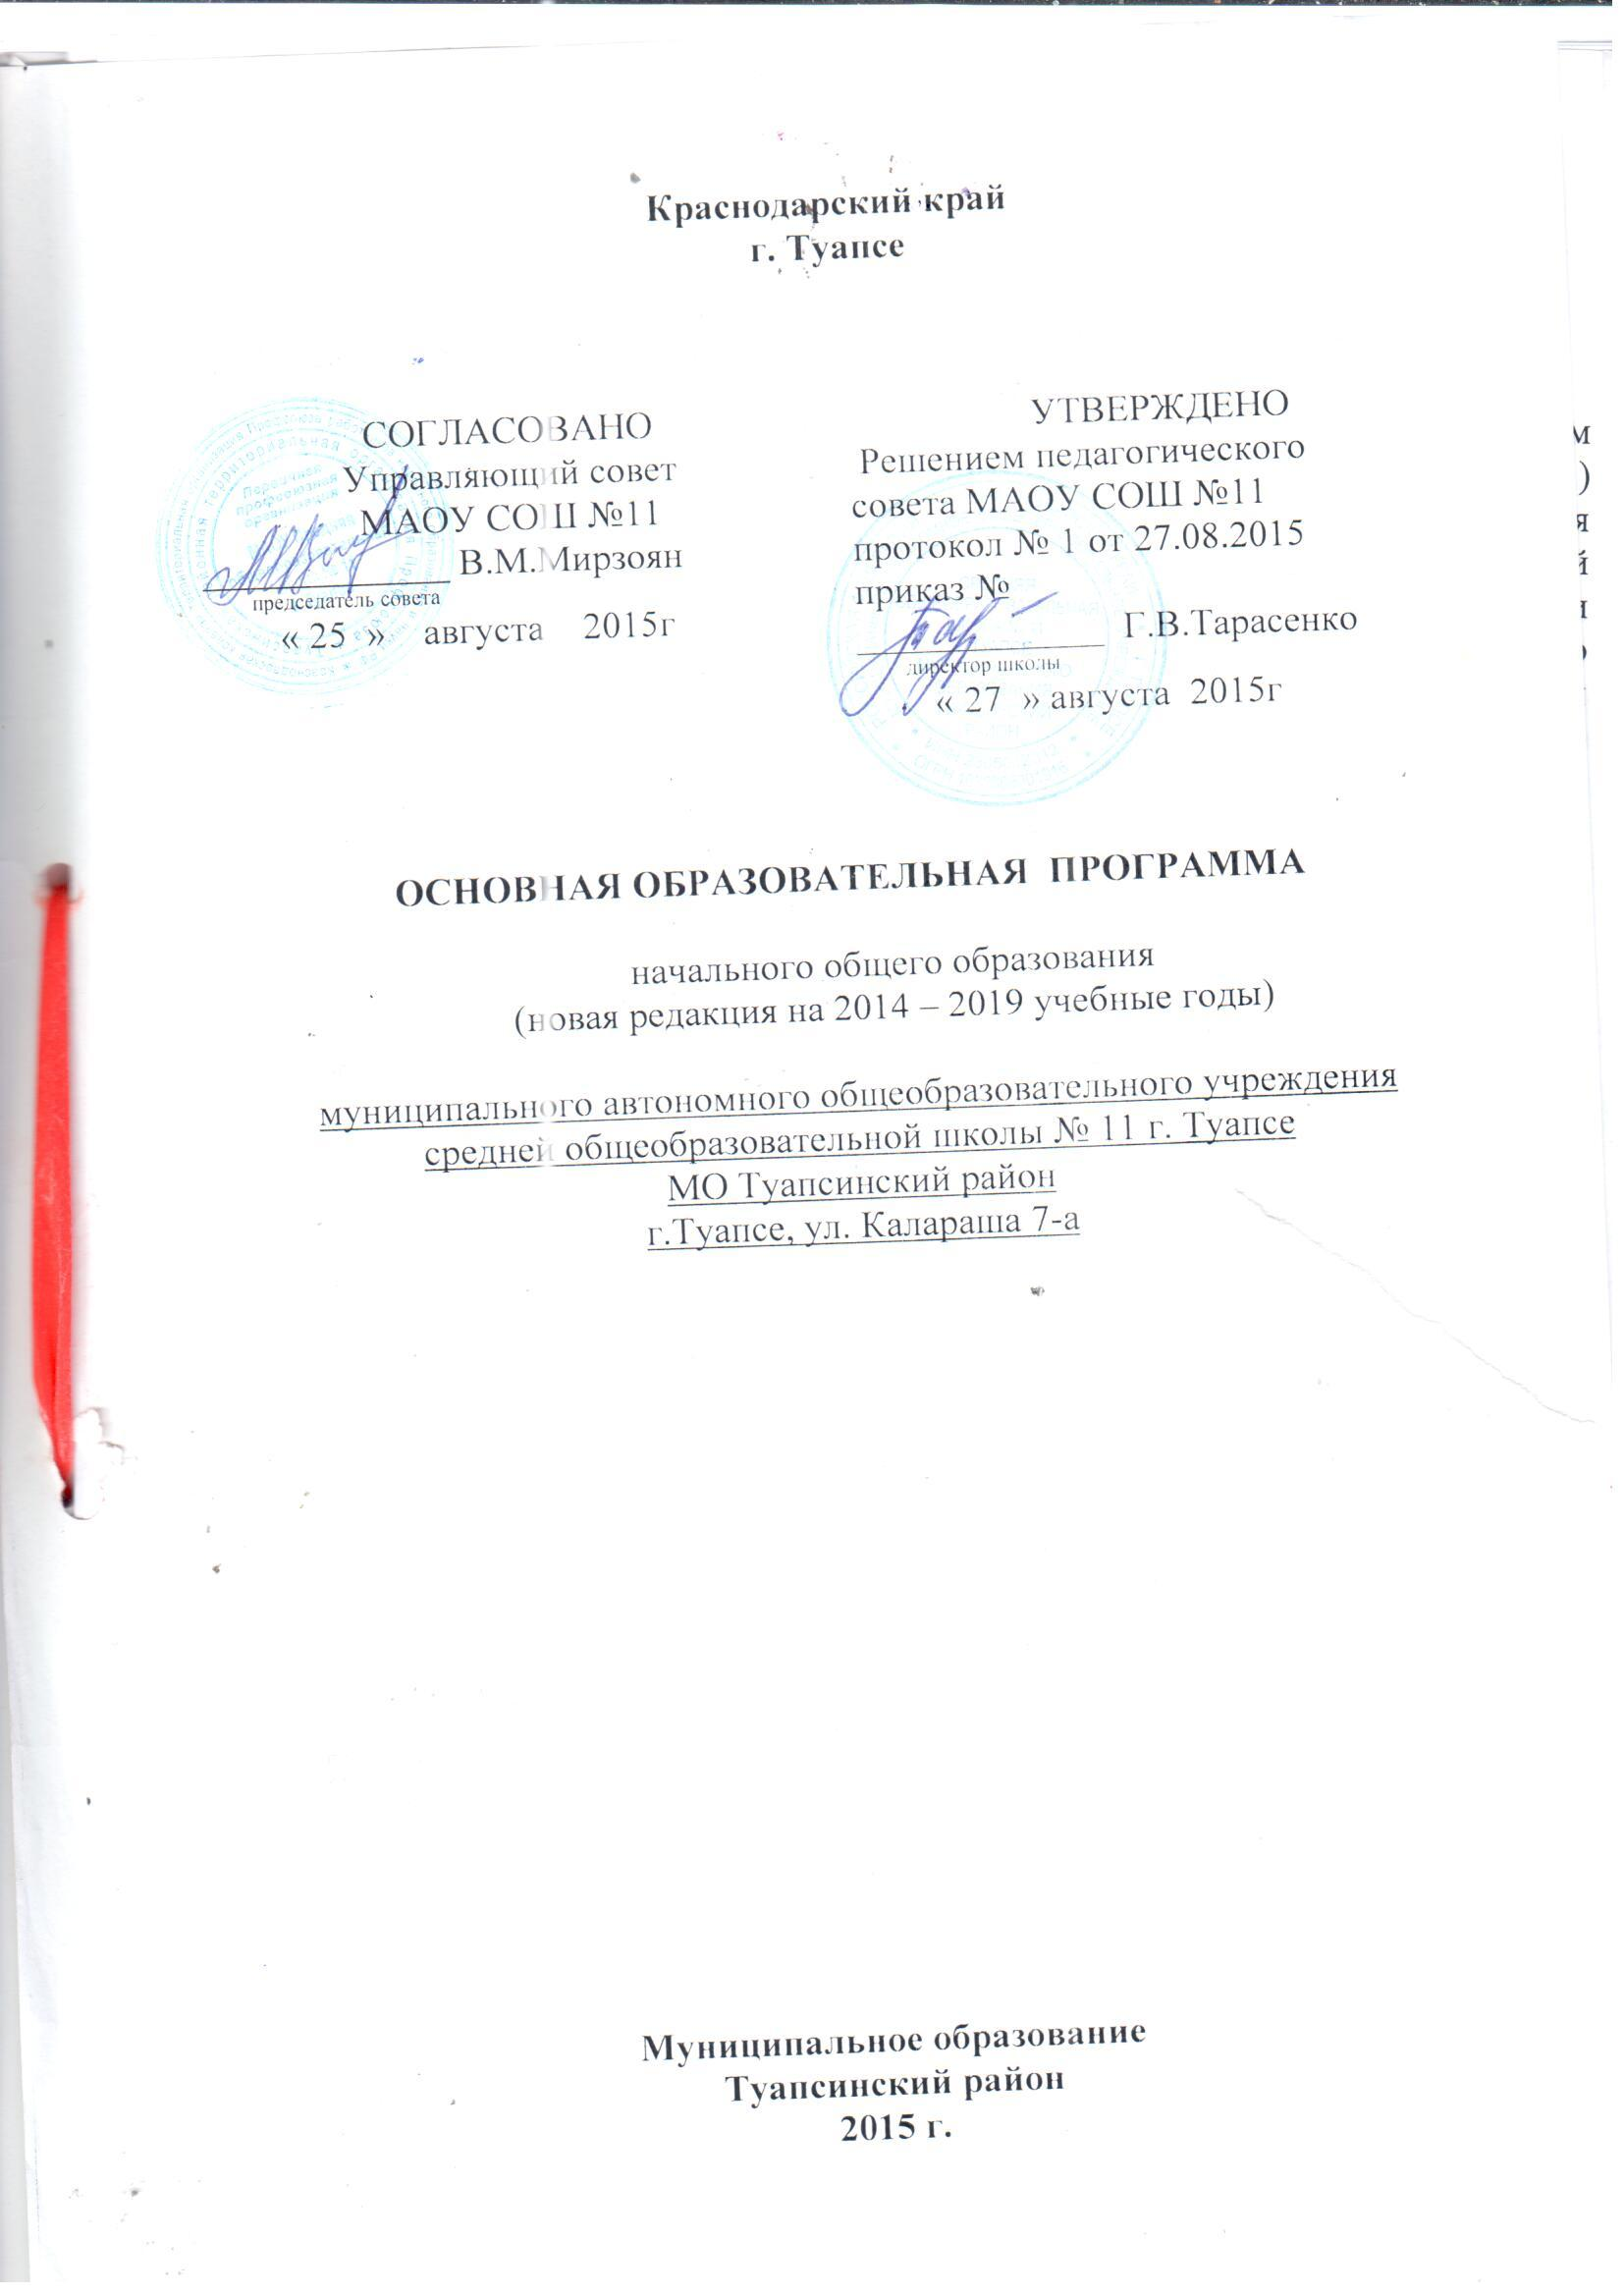 Краснодарский край
г. Туапсе
СОГЛАСОВАНО
Управляющий совет
МАОУ СОШ №11
В.М.Мирзоян
председатель совета
« 25 » августа 2015г
УТВЕРЖДЕНО
Решением педагогического
совета МАОУ СОШ №11
протокол № 1 от 27.08.2015
приказ №
Г.В.Тарасенко
директор школы
« 27 » августа 2015г
ОСНОВНАЯ ОБРАЗОВАТЕЛЬНАЯ ПРОГРАММА
начального общего образования
(новая редакция на 2014 – 2019 учебные годы)
муниципального автономного общеобразовательного учреждения
средней общеобразовательной школы № 11 г. Туапсе
МО Туапсинский район
г.Туапсе, ул. Калараша 7-а
Муниципальное образование
Туапсинский район
2015 г.